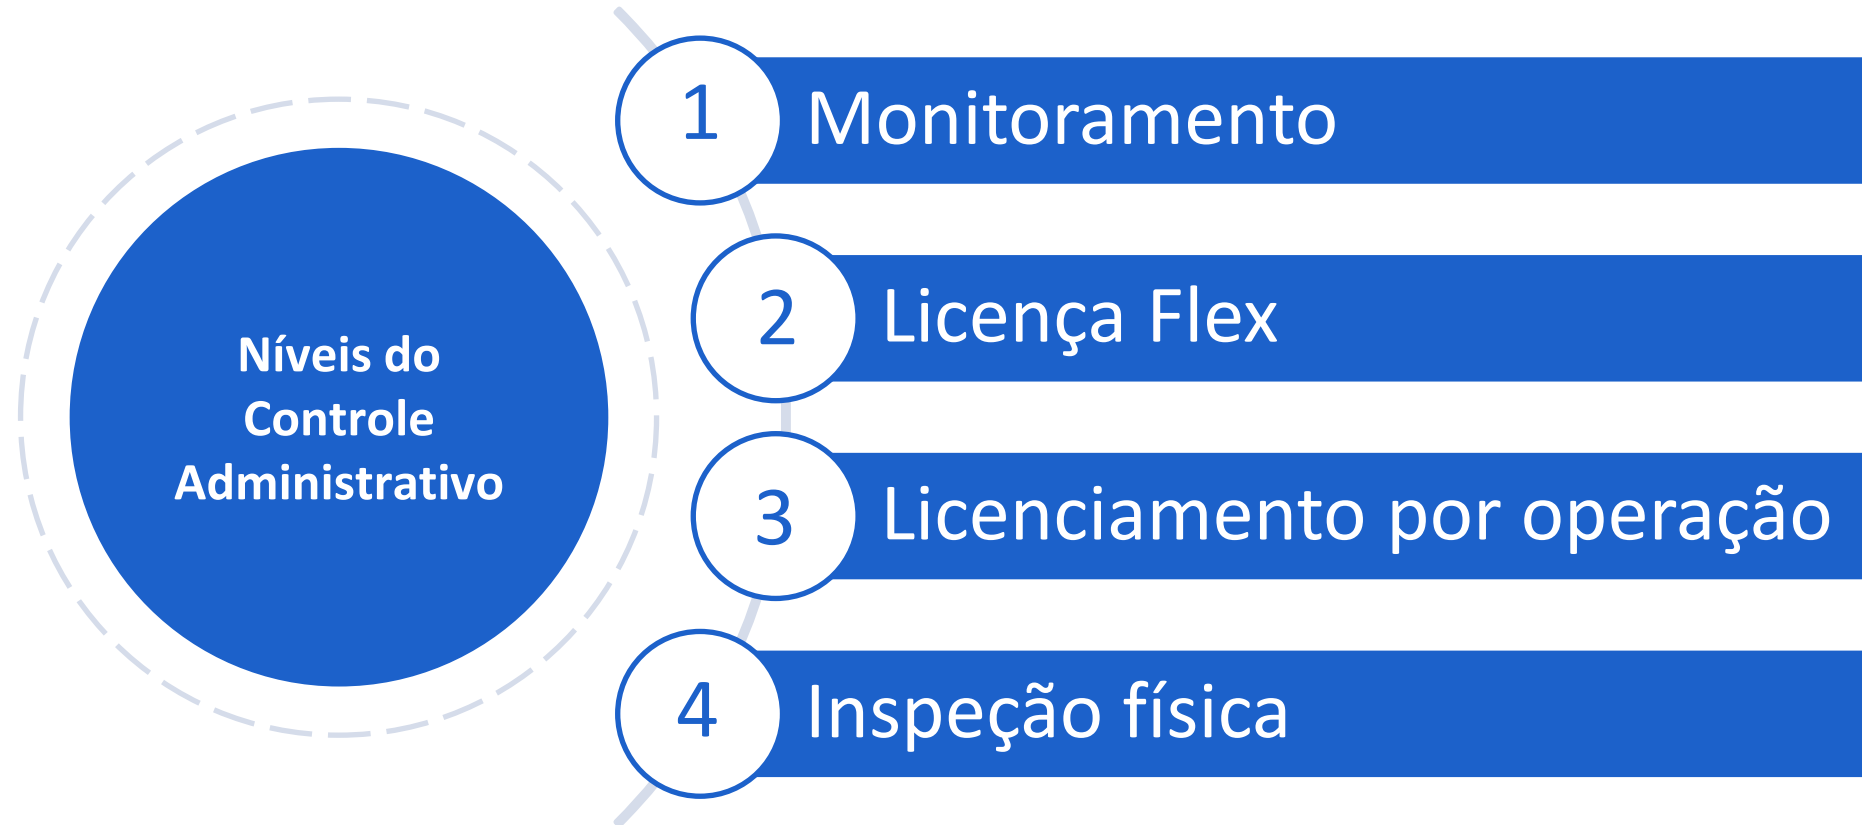 Níveis do
Controle
Administrativo
1 Monitoramento
2 Licença Flex
3 Licenciamento por operação
4 Inspeção física